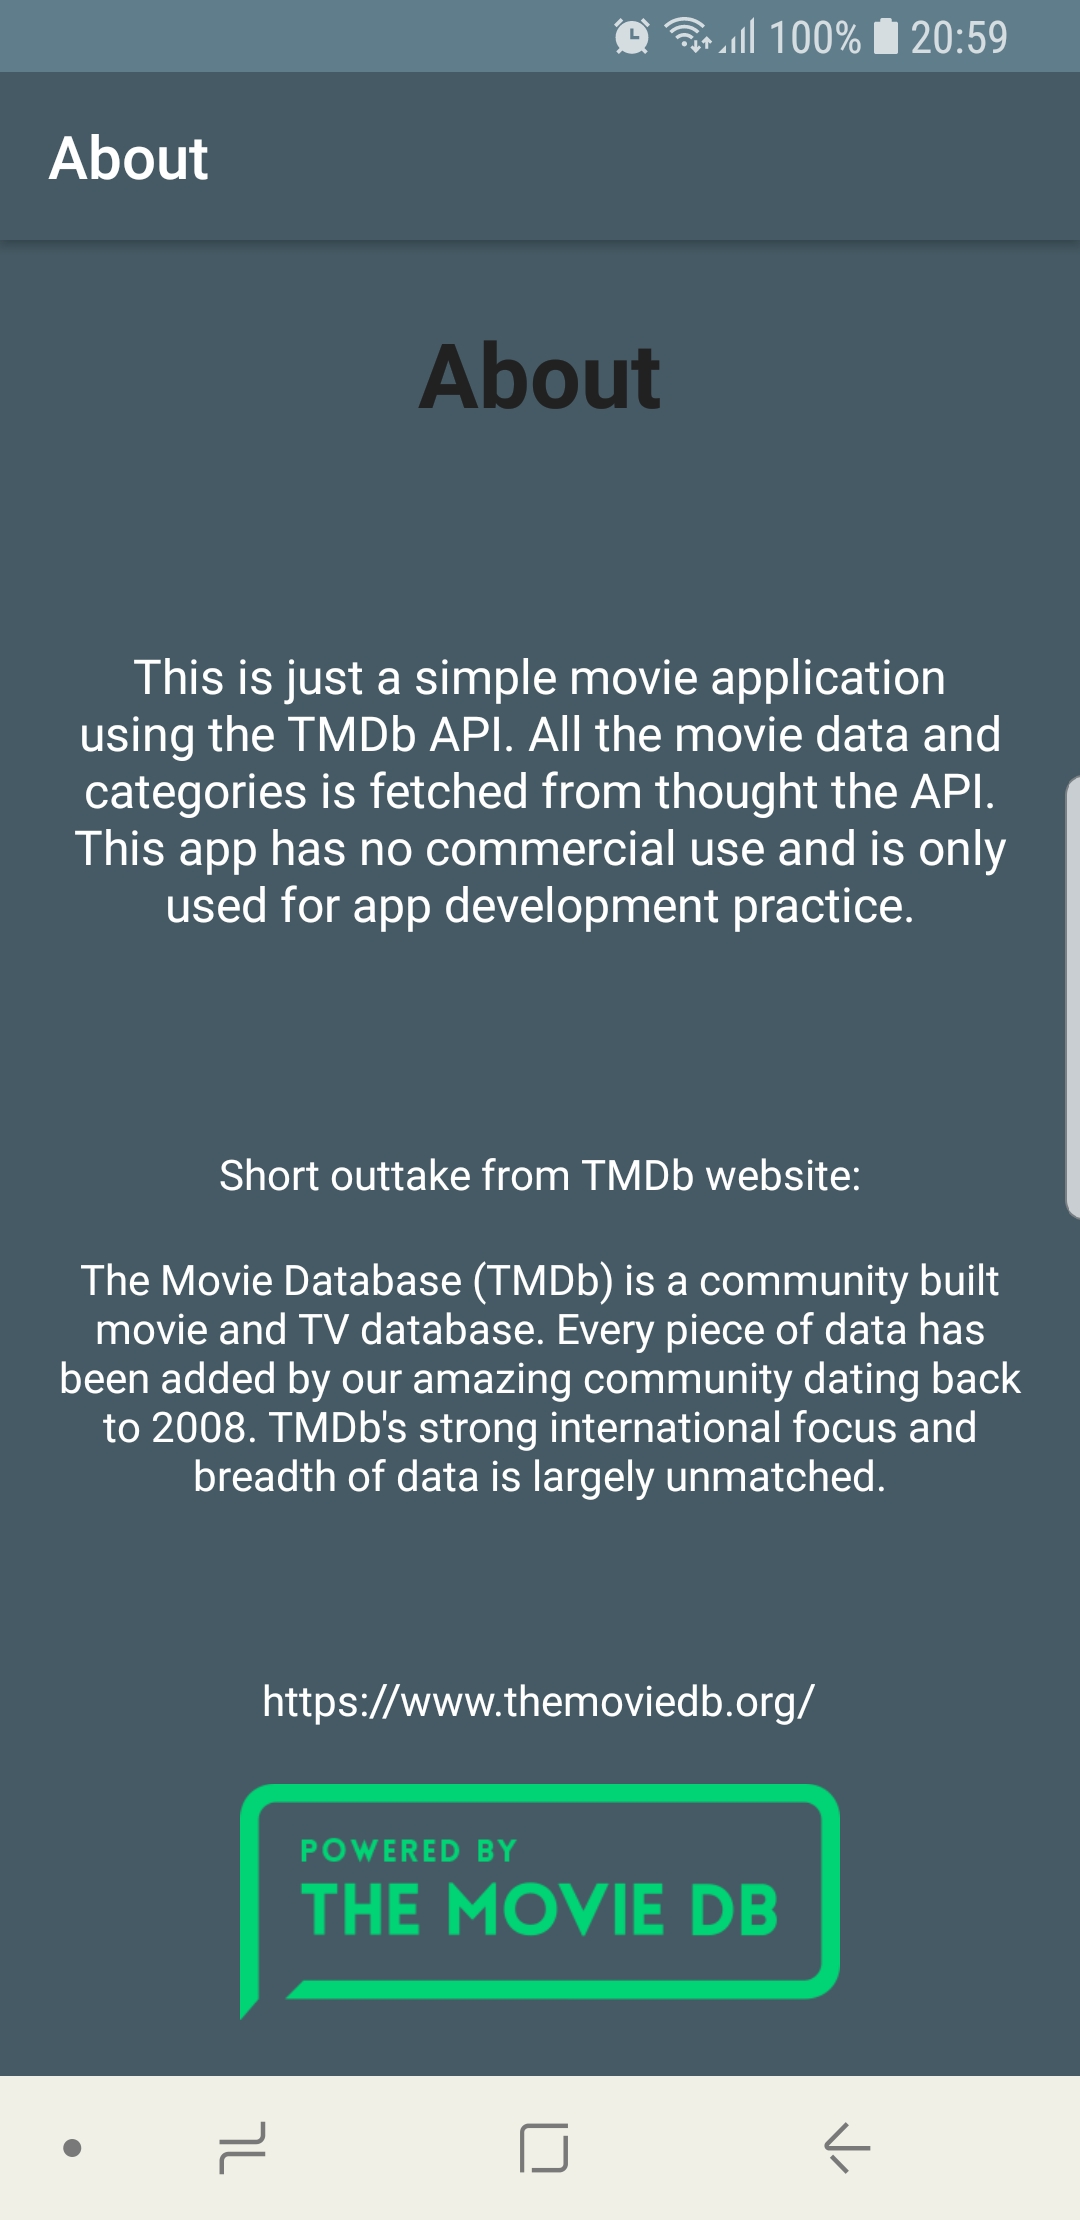 100% 20:59
About
About
This is just a simple movie application
using the TMDb API. All the movie data and
categories is fetched from thought the API.
This app has no commercial use and is only
used for app development practice.
Short outtake from TMDb website:
The Movie Database (TMDb) is a community built
movie and TV database. Every piece of data has
been added by our amazing community dating back
to 2008. TMDb's strong international focus and
breadth of data is largely unmatched.
https://www.themoviedb.org/
POWERED BY
THE MOVIE DB